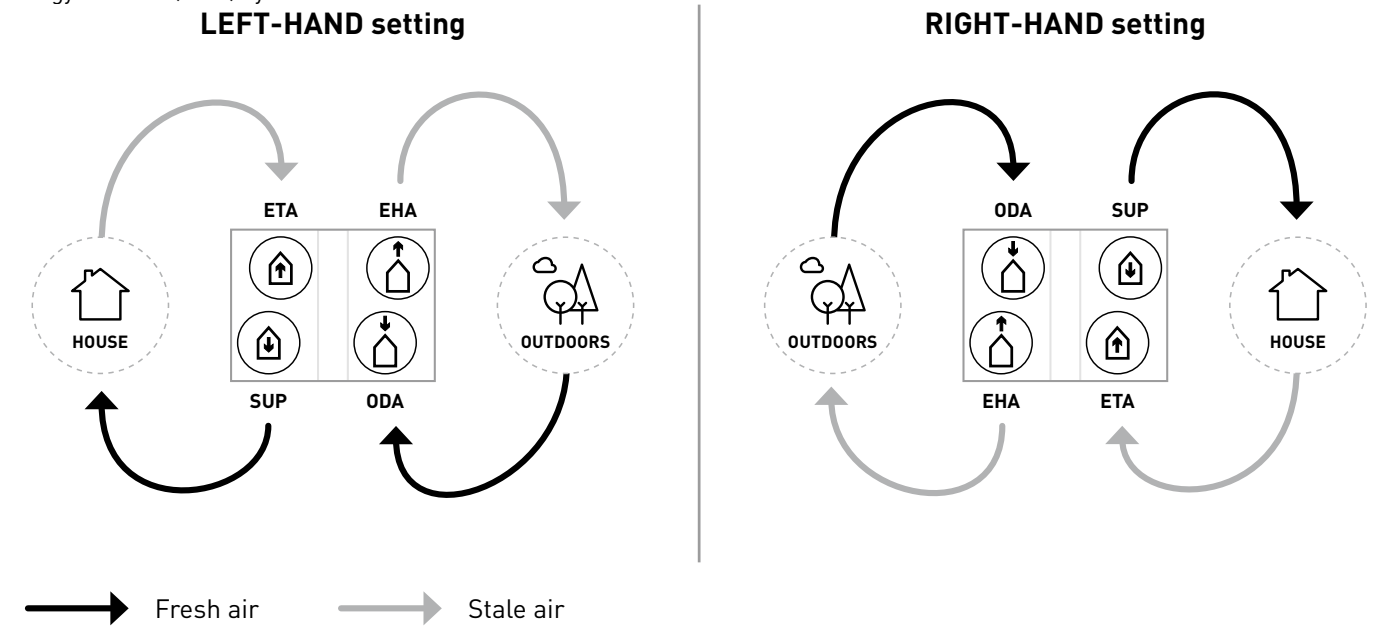 LEFT-HAND setting
RIGHT-HAND setting
ETA
EHA
HOUSE
OUTDOORS
SUP
ODA
ODA
SUP
OUTDOORS
HOUSE
EHA
ETA
Fresh air
Stale air